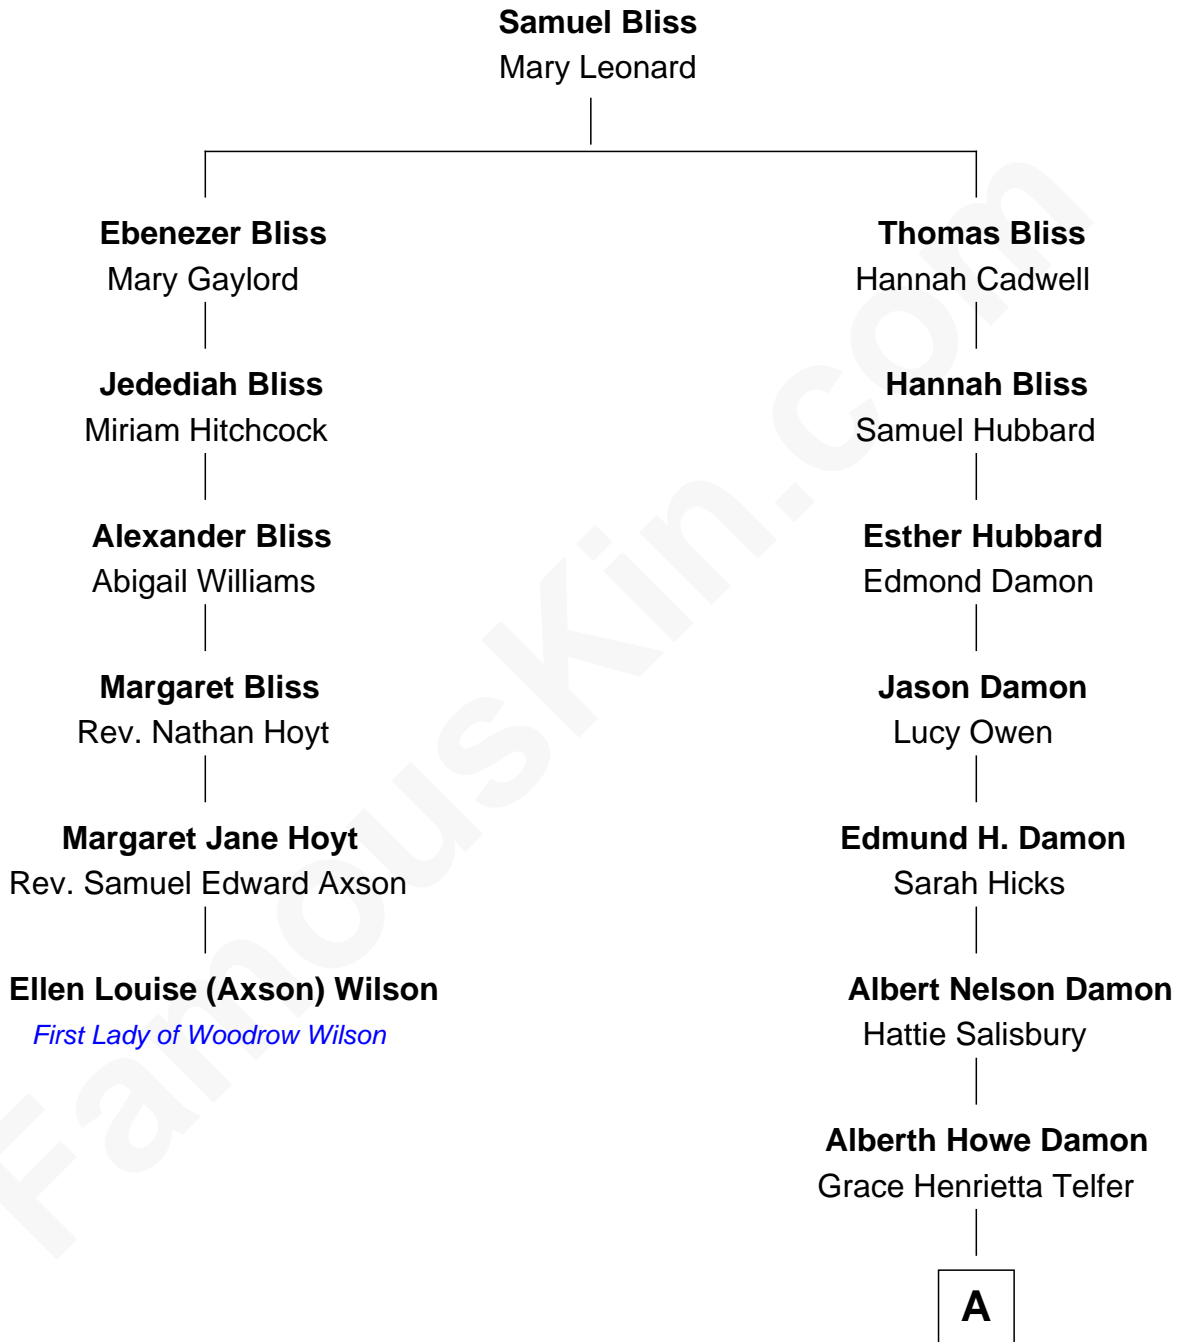 Samuel Bliss
Mary Leonard
Ebenezer Bliss
Mary Gaylord
Thomas Bliss
Hannah Cadwell
Jedediah Bliss
Miriam Hitchcock
Hannah Bliss
Samuel Hubbard
Alexander Bliss
Abigail Williams
Esther Hubbard
Edmond Damon
Margaret Bliss
Rev. Nathan Hoyt
Jason Damon
Lucy Owen
Margaret Jane Hoyt
Rev. Samuel Edward Axson
Edmund H. Damon
Sarah Hicks
Ellen Louise (Axson) Wilson
First Lady of Woodrow Wilson
Albert Nelson Damon
Hattie Salisbury
Alberth Howe Damon
Grace Henrietta Telfer
A
FamousKin.com